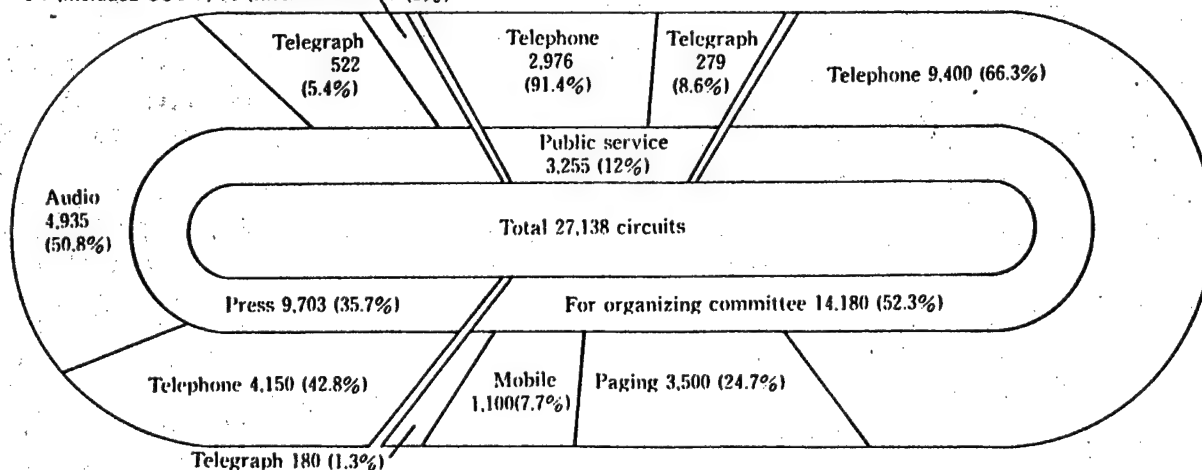 Telegraph
522
(5.4%)
Telephone
2,976
(91.4%)
Telegraph
279
(8.6%)
Telephone 9,400 (66.3%)
Public service
3,255 (12%)
Audio
4,935
(50.8%)
Total 27,138 circuits
Press 9,703 (35.7%)
For organizing committee 14.180 (52.3%)
Telephone 4,150 (42.8%)
Mobile
1,100(7.7%)
Paging 3,500 (24.7%)
Telegraph 180 (1.3%)